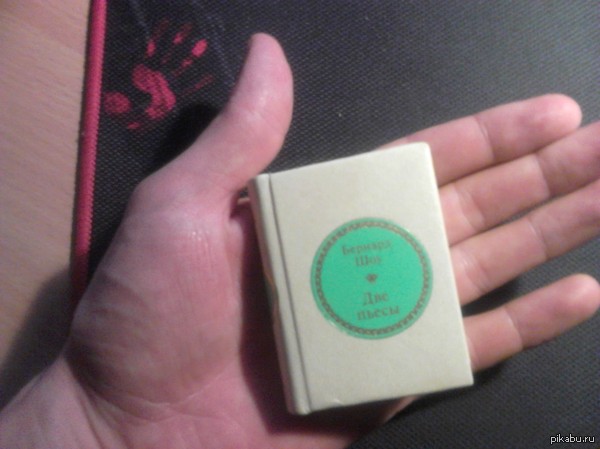 Бернард
Шоу
Две
пьесы
pikabu.ru